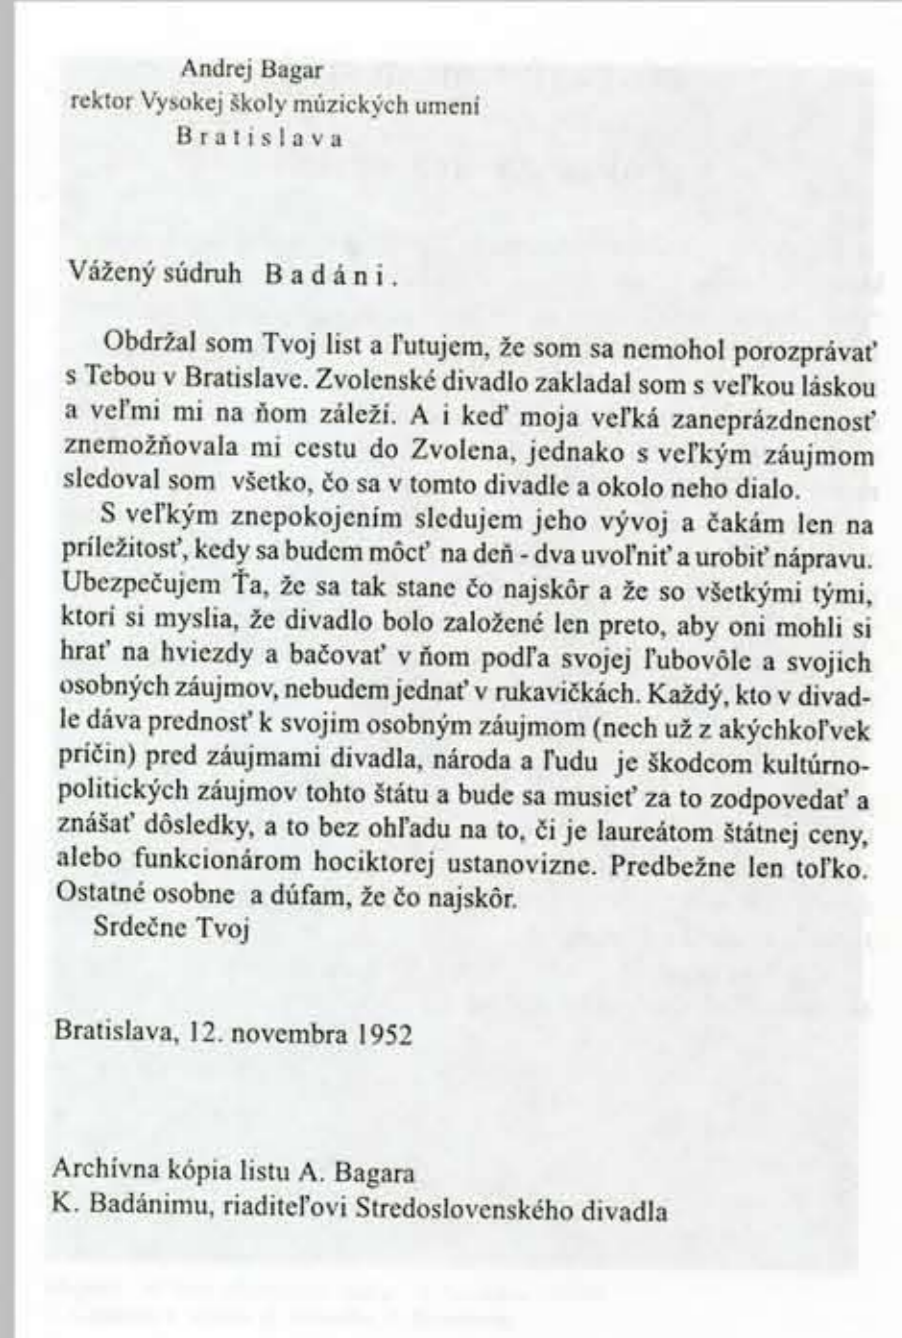 Andrej Bagar
rektor Vysokej školy múzických umení
B r a t i s l a v a
Vážený súdruh B a d á n i .
Obdržal som Tvoj list a ľutujem, že som sa nemohol porozprávať
s Tebou v Bratislave. Zvolenské divadlo zakladal som s veľkou láskou
a veľmi mi na ňom záleží. A i keď moja veľká zaneprázdnenosť
znemožňovala mi cestu do Zvolena, jednako s veľkým záujmom
sledoval som všetko, čo sa v tomto divadle a okolo neho dialo.
S veľkým znepokojením sledujem jeho vývoj a čakám len na
príležitosť, kedy sa budem môcť na deň - dva uvoľniť a urobiť nápravu.
Ubezpečujem Ťa, že sa tak stane čo najskôr a že so všetkými tými,
ktorí si myslia, že divadlo bolo založené len preto, aby oni mohli si
hrať na hviezdy a bačovať v ňom podľa svojej ľubovôle a svojich
osobných záujmov, nebudem jednať v rukavičkách. Každý, kto v divad-
le dáva prednosť k svojim osobným záujmom (nech už z akýchkoľvek
príčin) pred záujmami divadla, národa a ľudu je škodcom kultúrno-
politických záujmov tohto štátu a bude sa musieť za to zodpovedať a
znášať dôsledky, a to bez ohľadu na to, či je laureátom štátnej ceny,
alebo funkcionárom hociktorej ustanovizne. Predbežne len toľko.
Ostatné osobne a dúfam, že čo najskôr.
Srdečne Tvoj
Bratislava, 12. novembra 1952
Archívna kópia listu A. Bagara
K. Badánimu, riaditeľovi Stredoslovenského divadla